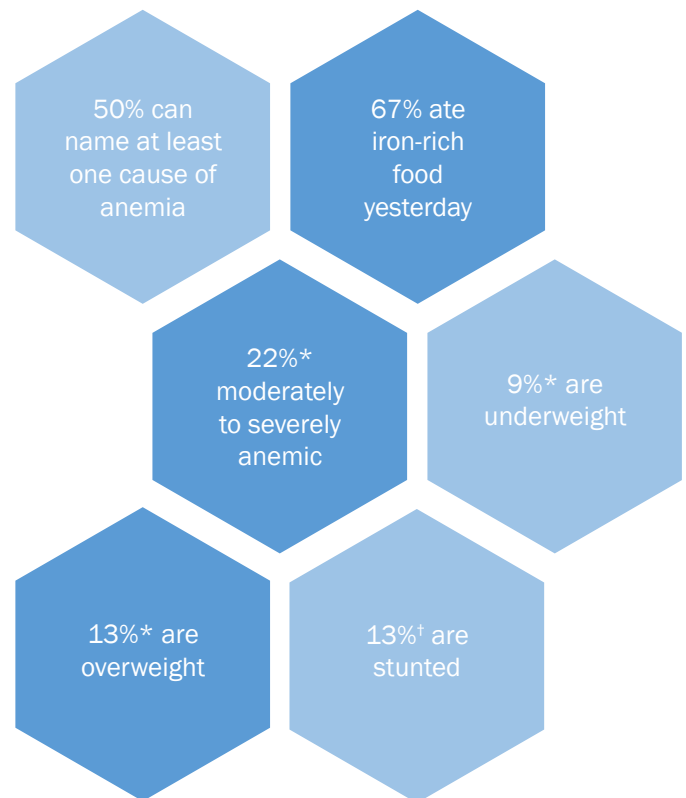 50% can
name at least
one cause of
anemia
67% ate
iron-rich
food
yesterday
22%*
moderately
to severely
anemic
9%* are
underweight
13%* are
overweight
13%† are
stunted